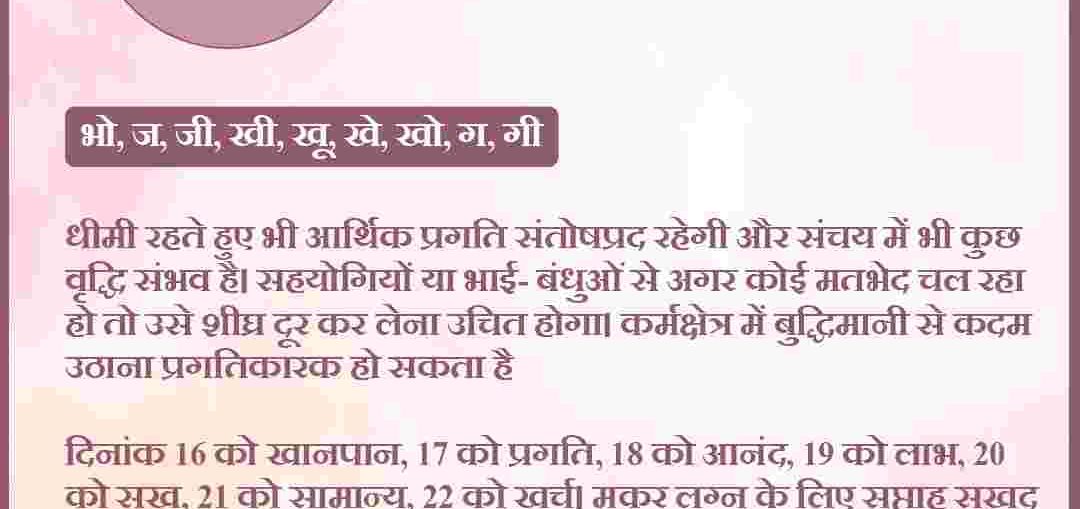 भो, ज, जी, खी, खू, खे, खो, ग, गी
धीमी रहते हुए भी आर्थिक प्रगति संतोषप्रद रहेगी और संचय में भी कुछ
वृद्धि संभव है। सहयोगियों या भाई- बंधुओं से अगर कोई मतभेद चल रहा
हो तो उसे शीघ्र दूर कर लेना उचित होगा। कर्मक्षेत्र में बुद्धिमानी से कदम
उठाना प्रगतिकारक हो सकता है
दिनांक 16 को खानपान, 17 को प्रगति, 18 को आनंद, 19 को लाभ, 20
को सुख, 21 को सामान्य, 22 को खर्च। मकर लग्न के लिए सप्ताह सुखद